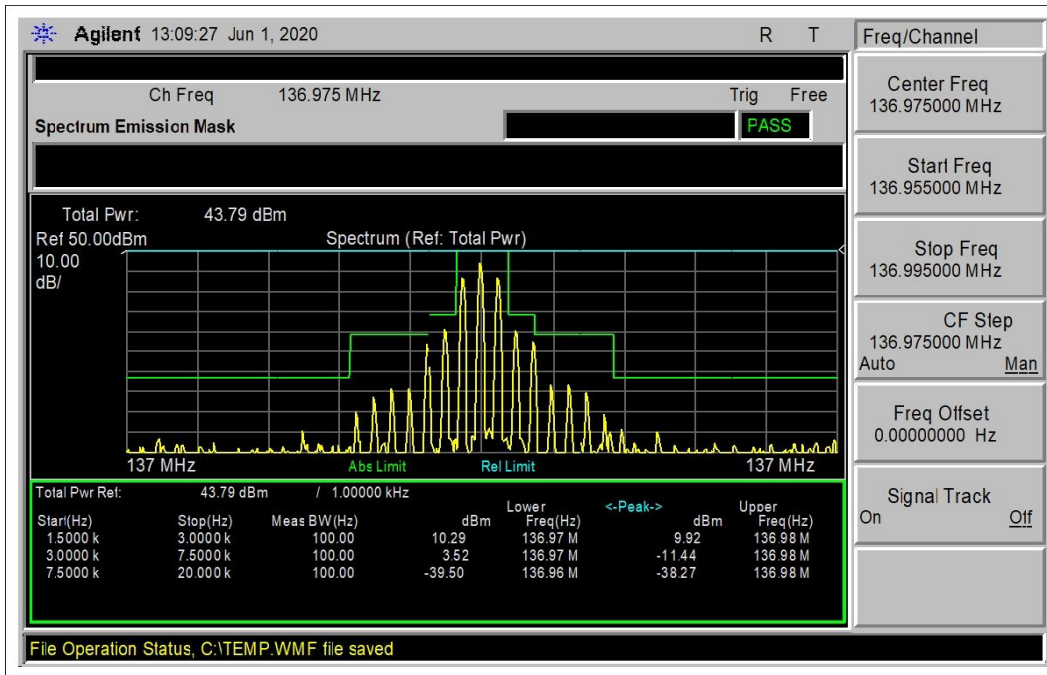 Agilent 13:09:27 Jun 1, 2020 R T
Freq/Channel
Ch Freq 136.975 MHz Trig Free
Spectrum Emission Mask PASS
Total Pwr: 43.79 dBm
Ref 50.00dBm Spectrum (Ref: Total Pwr)
10.00
dB/
137 MHz Abs Limit Rel Limit 137 MHz
Total Pwr Ref: 43.79 dBm / 1.00000 kHz
Lower <-Peak-> Upper
Start(Hz) Stop(Hz) Meas BW(Hz) dBm Freq(Hz) dBm Freq(Hz)
1.5000 k 3.0000 k 100.00 10.29 136.97 M 9.92 136.98 M
3.0000 k 7.5000 k 100.00 3.52 136.97 M -11.44 136.98 M
7.5000 k 20.000 k 100.00 -39.50 136.96 M -38.27 136.98 M
File Operation Status, C:\TEMP.WMF file saved
Center Freq
136.975000 MHz
Start Freq
136.955000 MHz
Stop Freq
136.995000 MHz
CF Step
136.975000 MHz
Auto Man
Freq Offset
0.00000000 Hz
Signal Track
On Off